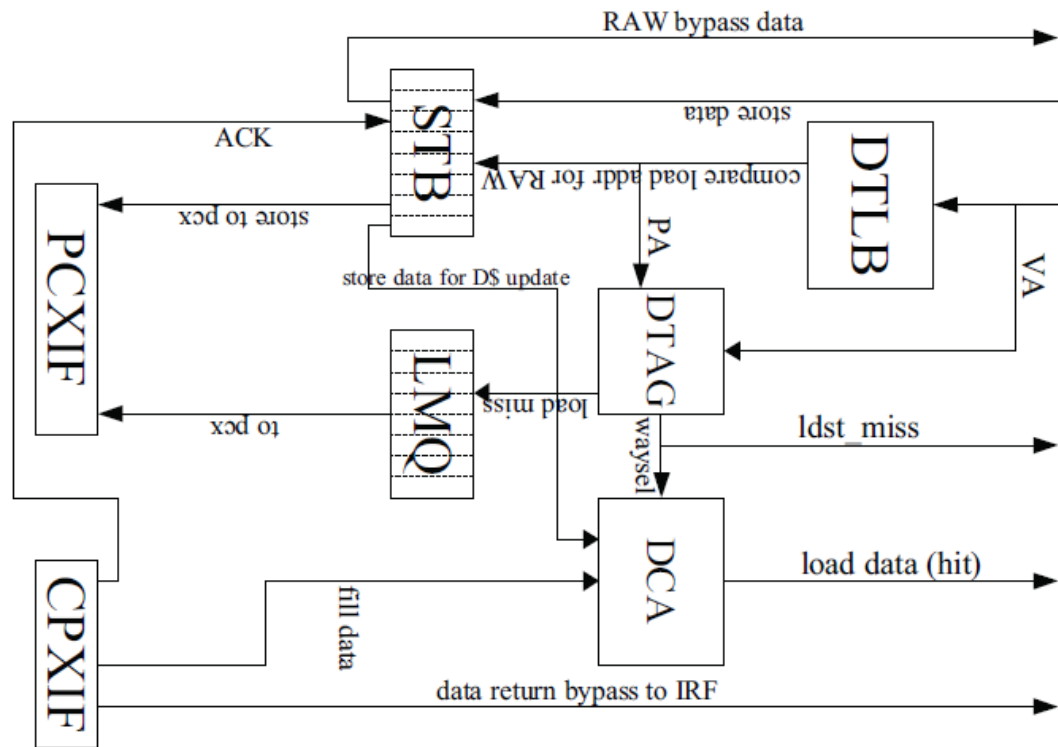 RAW bypass data
STB
store data
ACK
DTLB
compare load addr for RAW
PCXIF
store to pcx
PA
VA
store data for D$ update
DTAG
LMQ
load miss
to pcx
waysel
ldst_miss
DCA
load data (hit)
CPXIF
fill data
data return bypass to IRF